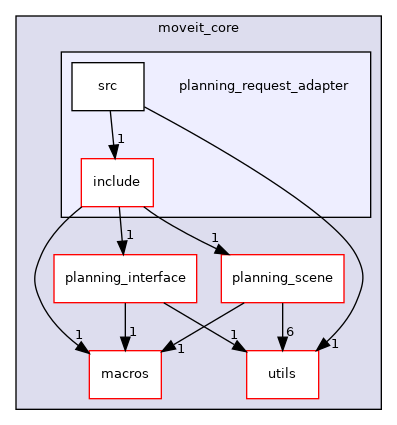 moveit_core
src
planning_request_adapter
1
include
1
1
planning_interface
planning_scene
1
1
1
1
6
1
macros
utils